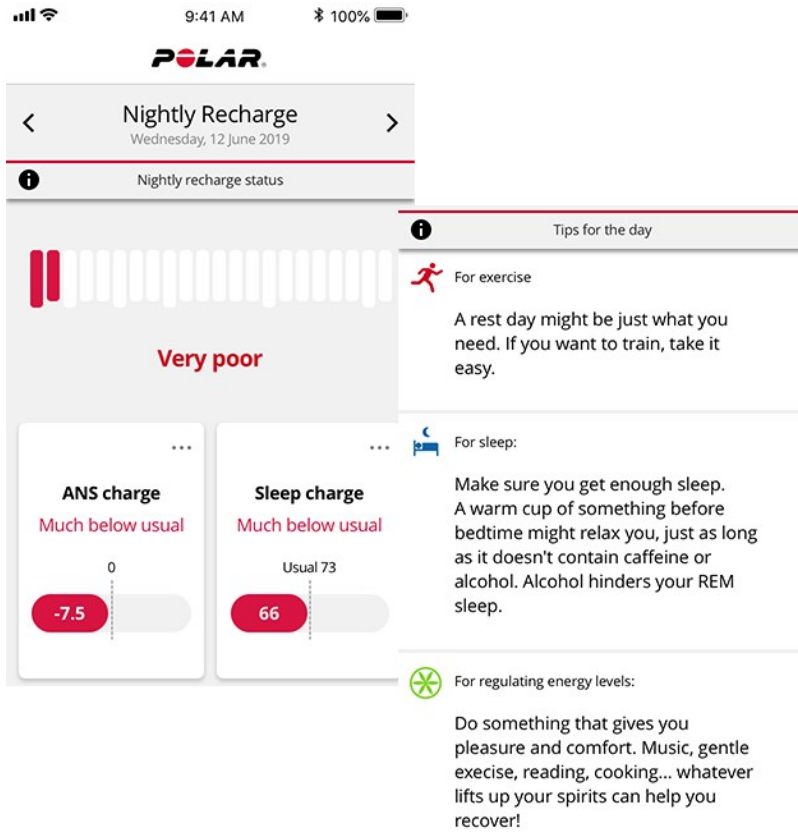 9:41 AM
100%
POLAR
Nightly Recharge
Wednesday, 12 June 2019
Nightly recharge status
Very poor
ANS charge
Much below usual
0
-7.5
Sleep charge
Much below usual
Usual 73
66
Tips for the day
For exercise
A rest day might be just what you
need. If you want to train, take it
easy.
For sleep:
Make sure you get enough sleep.
A warm cup of something before
bedtime might relax you, just as long
as it doesn't contain caffeine or
alcohol. Alcohol hinders your REM
sleep.
For regulating energy levels:
Do something that gives you
pleasure and comfort. Music, gentle
execise, reading, cooking... whatever
lifts up your spirits can help you
recover!